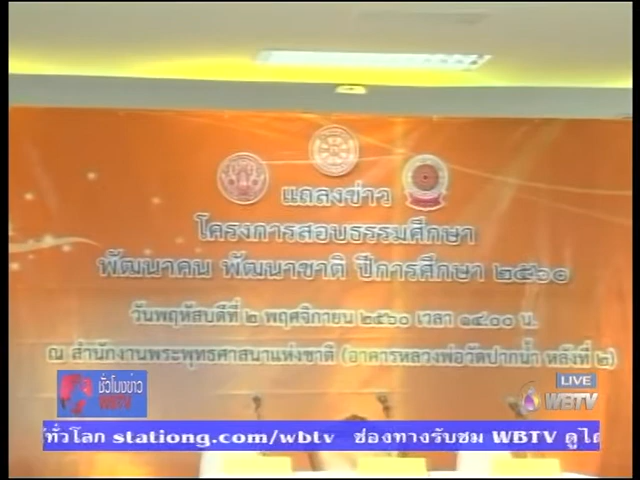 แถลงข่าว
โครงการสอบธรรมศึกษา
พัฒนาคน พัฒนาชาติ ปีการศึกษา ๒๕๖๐
วันพฤหัสบดีที่ ๒ พฤศจิกายน ๒๕๖๐ เวลา ๑๔.๐๐ น.
ณ สำนักงานพระพุทธศาสนาแห่งชาติ (อาคารหลวงพ่อวัดปากน้ำ หลังที่ ๒)
ชั่วโมงข่าว
WBTV
LIVE
WBTV
ทั่วโลก stationg.com/wbtv ช่องทางรับชม WBTV ดูได้